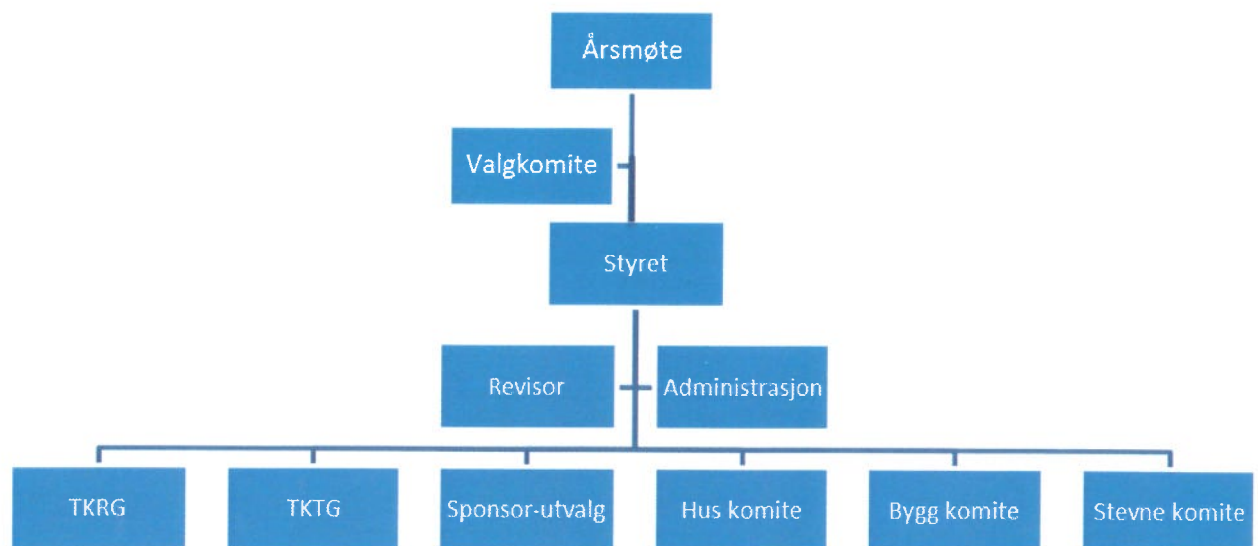 Årsmøte
Valgkomite
Styret
Revisor
Administrasjon
TKRG
TKTG
Sponsor-utvalg
Hus komite
Bygg komite
Stevne komite